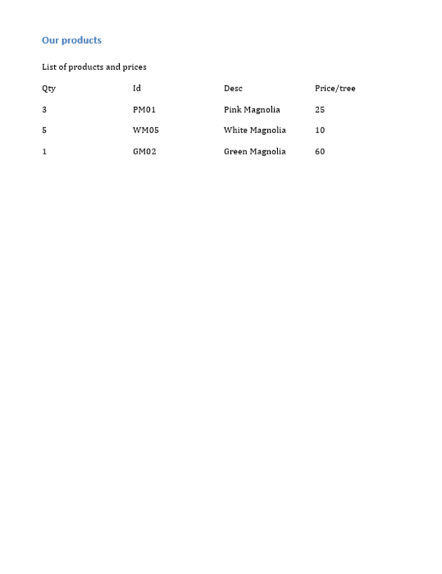 Our products
List of products and prices
Qty Id Desc Price/tree
3 PM01 Pink Magnolia 25
5 WM05 White Magnolia 10
1 GM02 Green Magnolia 60